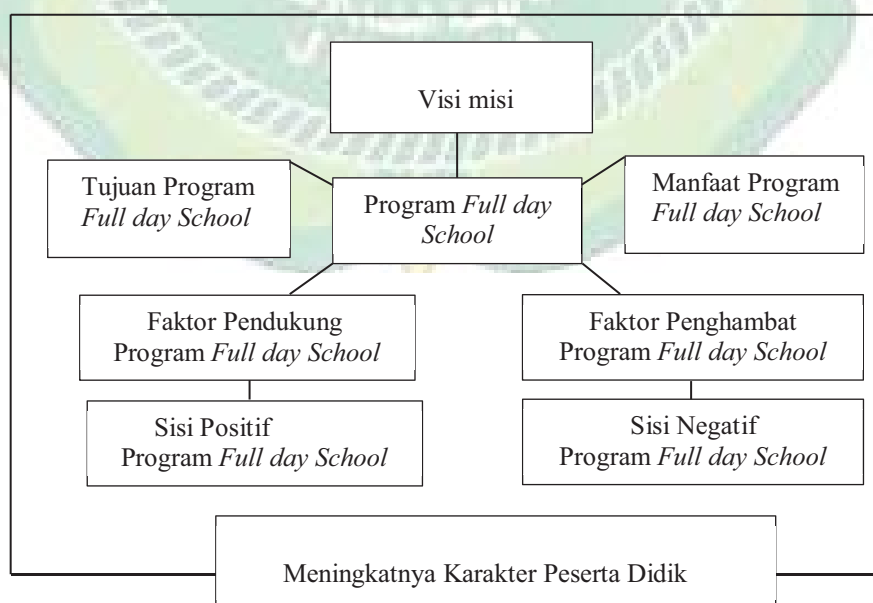 Visi misi
Tujuan Program
Full day School
Program Full day
School
Manfaat Program
Full day School
Faktor Pendukung
Program Full day School
Faktor Penghambat
Program Full day School
Sisi Positif
Program Full day School
Sisi Negatif
Program Full day School
Meningkatnya Karakter Peserta Didik